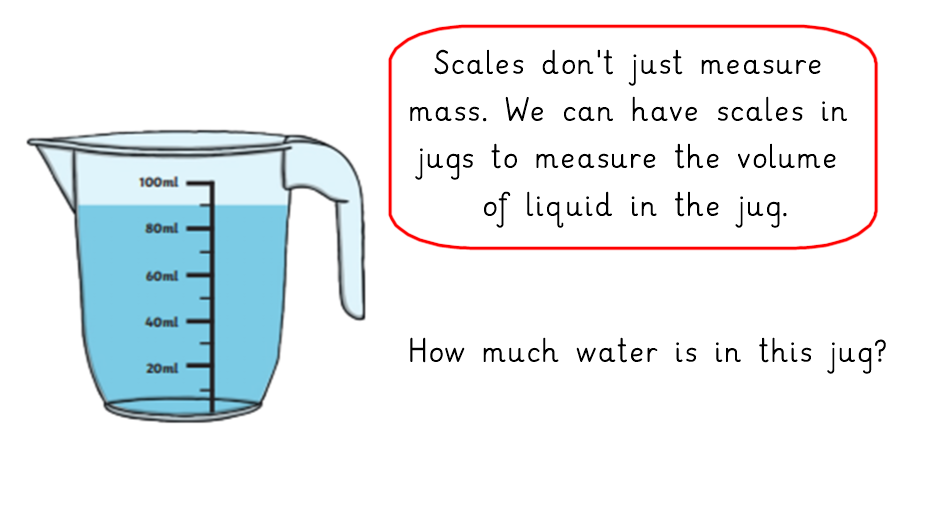 Scales don't just measure
mass. We can have scales in
jugs to measure the volume
of liquid in the jug.
100ml
80ml
60ml
40ml
20ml
How much water is in this jug?